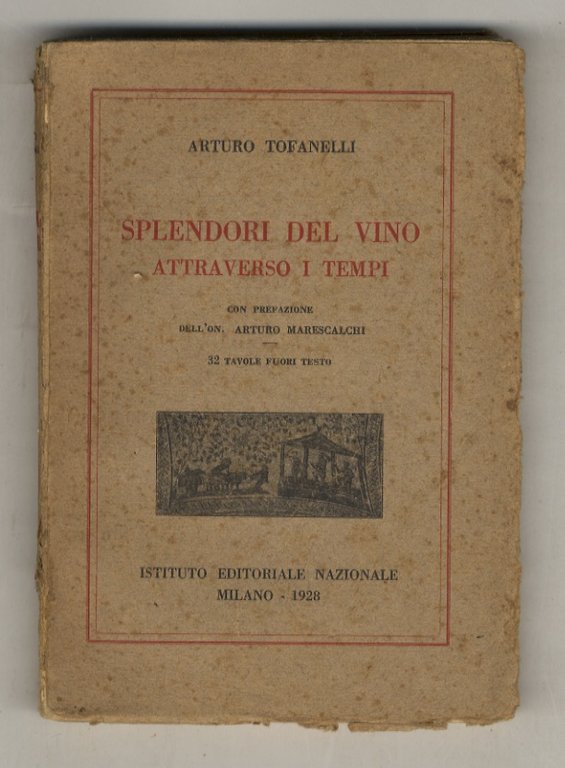 ARTURO TOFANELLI
SPLENDORI DEL VINO
ATTRAVERSO I TEMPI
CON PREFAZIONE
DELL'ON. ARTURO MARESCALCHI
32 TAVOLE FUORI TESTO
ISTITUTO EDITORIALE NAZIONALE
MILANO - 1928